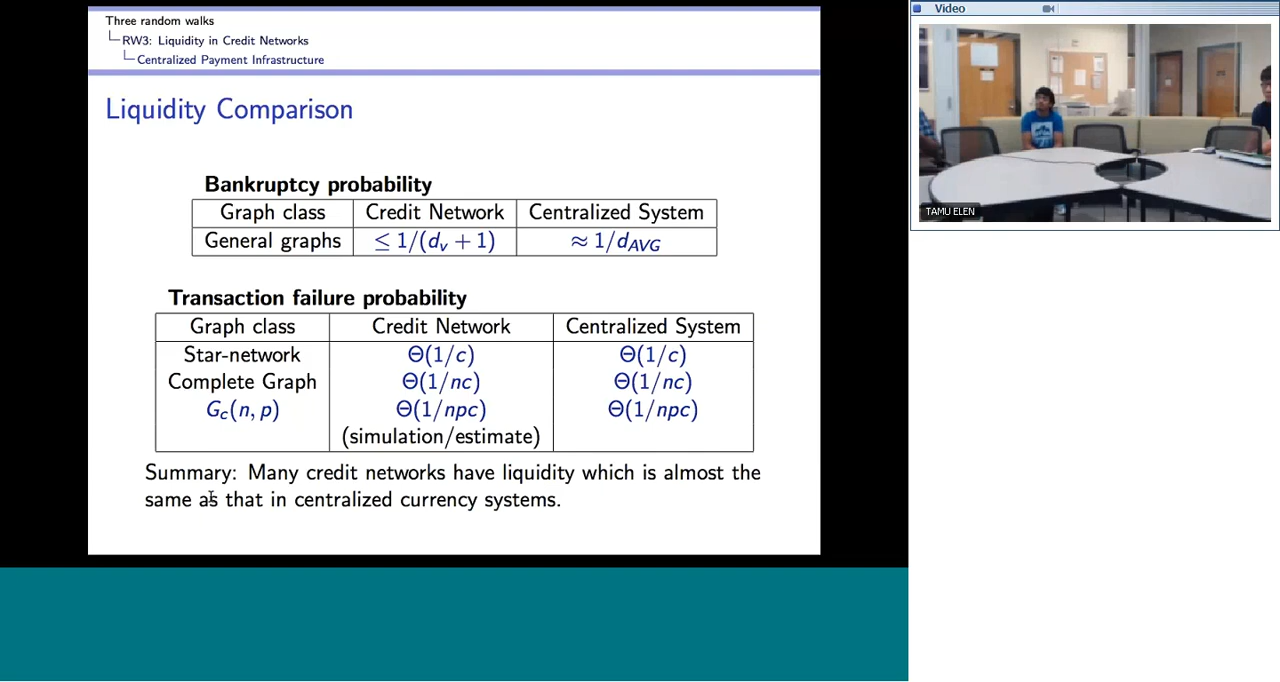 Three random walks
RW3: Liquidity in Credit Networks
Centralized Payment Infrastructure
Liquidity Comparison
Bankruptcy probability
Graph class Credit Network Centralized System
General graphs ≤ 1/(d_v + 1) ≈ 1/d_AVG
Transaction failure probability
Graph class Credit Network Centralized System
Star-network Θ(1/c) Θ(1/c)
Complete Graph Θ(1/nc) Θ(1/nc)
G_c(n, p) Θ(1/npc) Θ(1/npc)
(simulation/estimate)
Summary: Many credit networks have liquidity which is almost the
same as that in centralized currency systems.
Video
TAMU ELEN